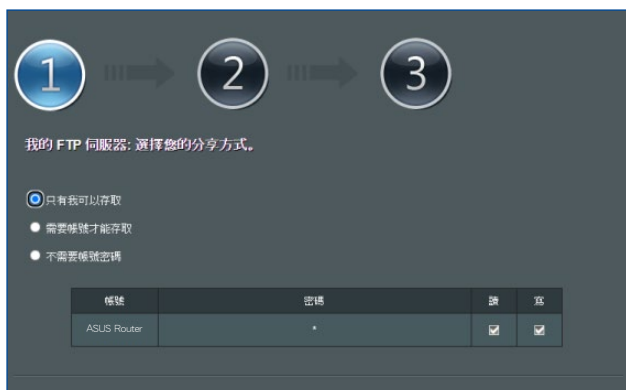 1
2
3
我的 FTP 伺服器: 選擇您的分享方式。
只有我可以存取
需要帳號才能存取
不需要帳號密碼
帳號 密碼 讀 寫
ASUS Router *